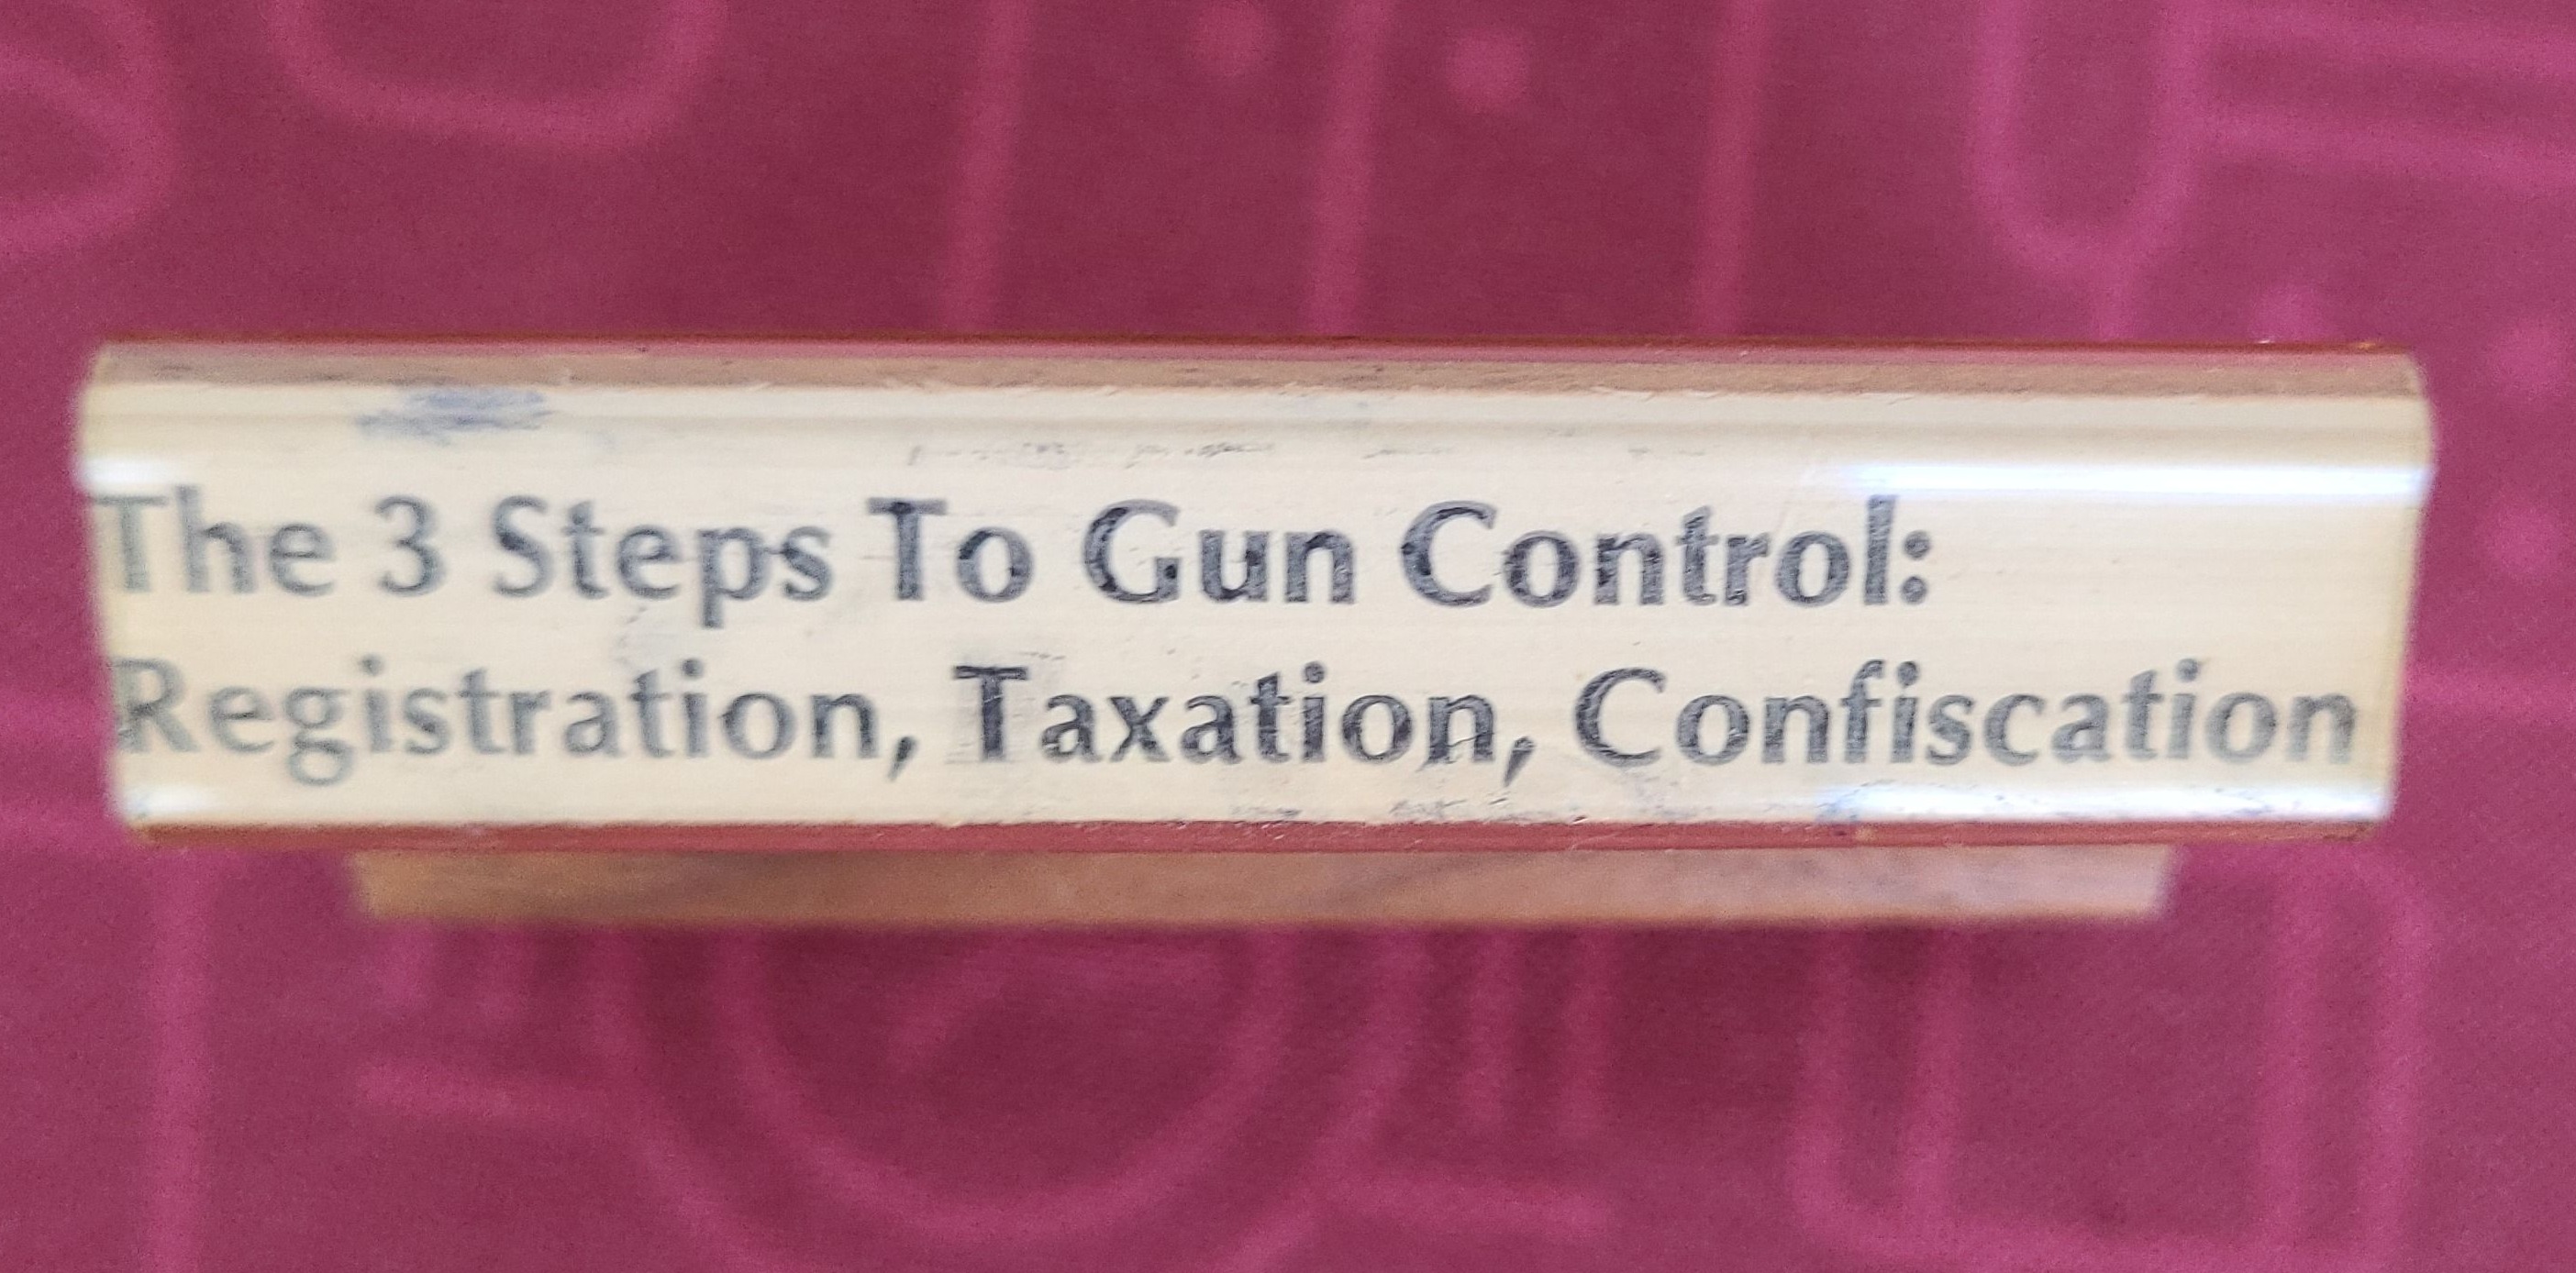 The 3 Steps To Gun Control:
Registration, Taxation, Confiscation